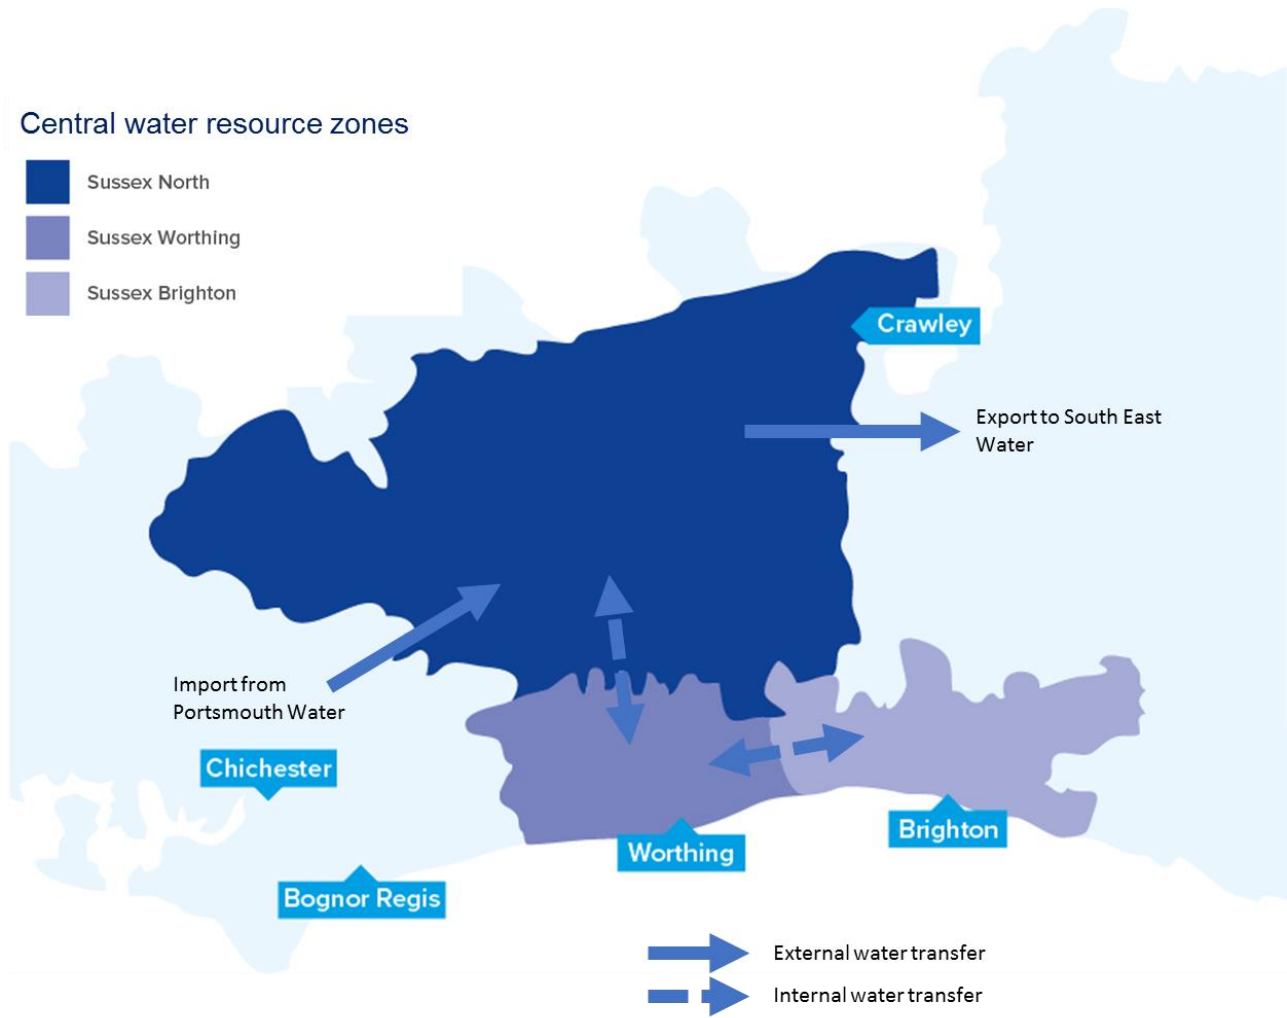 Central water resource zones
Sussex North
Sussex Worthing
Sussex Brighton
Crawley
Export to South East
Water
Import from
Portsmouth Water
Chichester
Brighton
Worthing
Bognor Regis
External water transfer
Internal water transfer